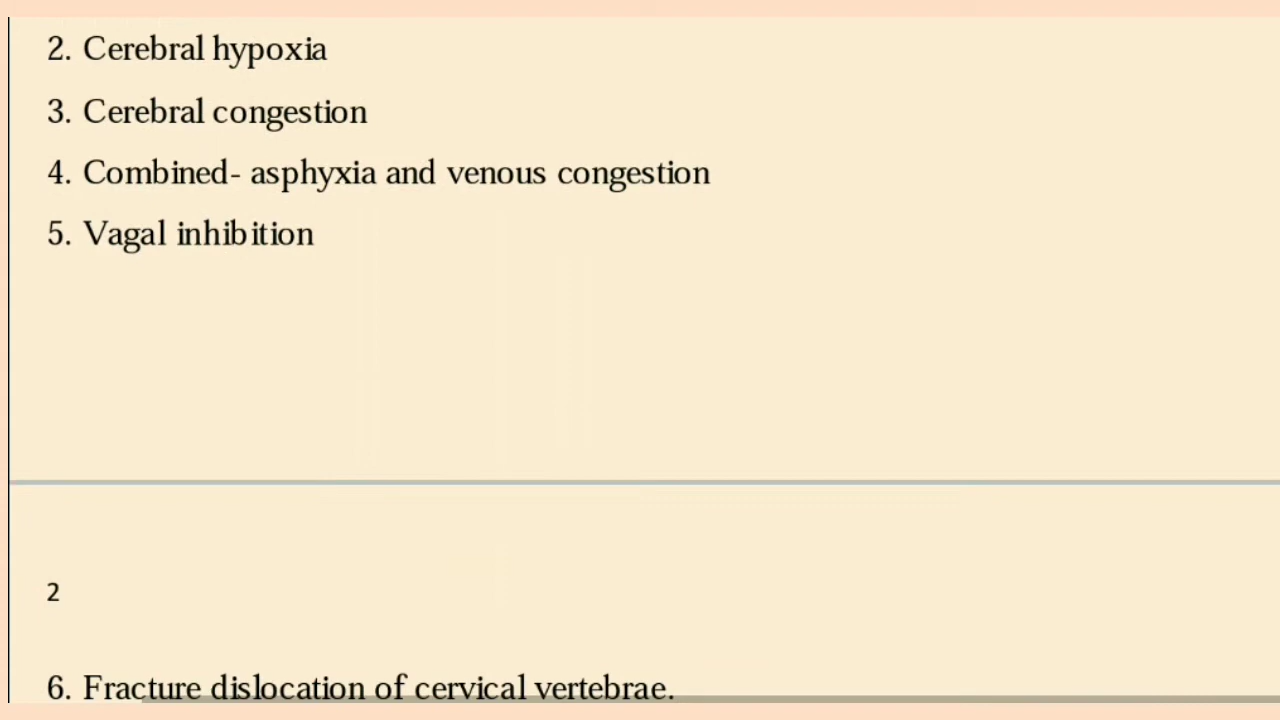 2. Cerebral hypoxia
3. Cerebral congestion
4. Combined- asphyxia and venous congestion
5. Vagal inhibition
2
6. Fracture dislocation of cervical vertebrae.